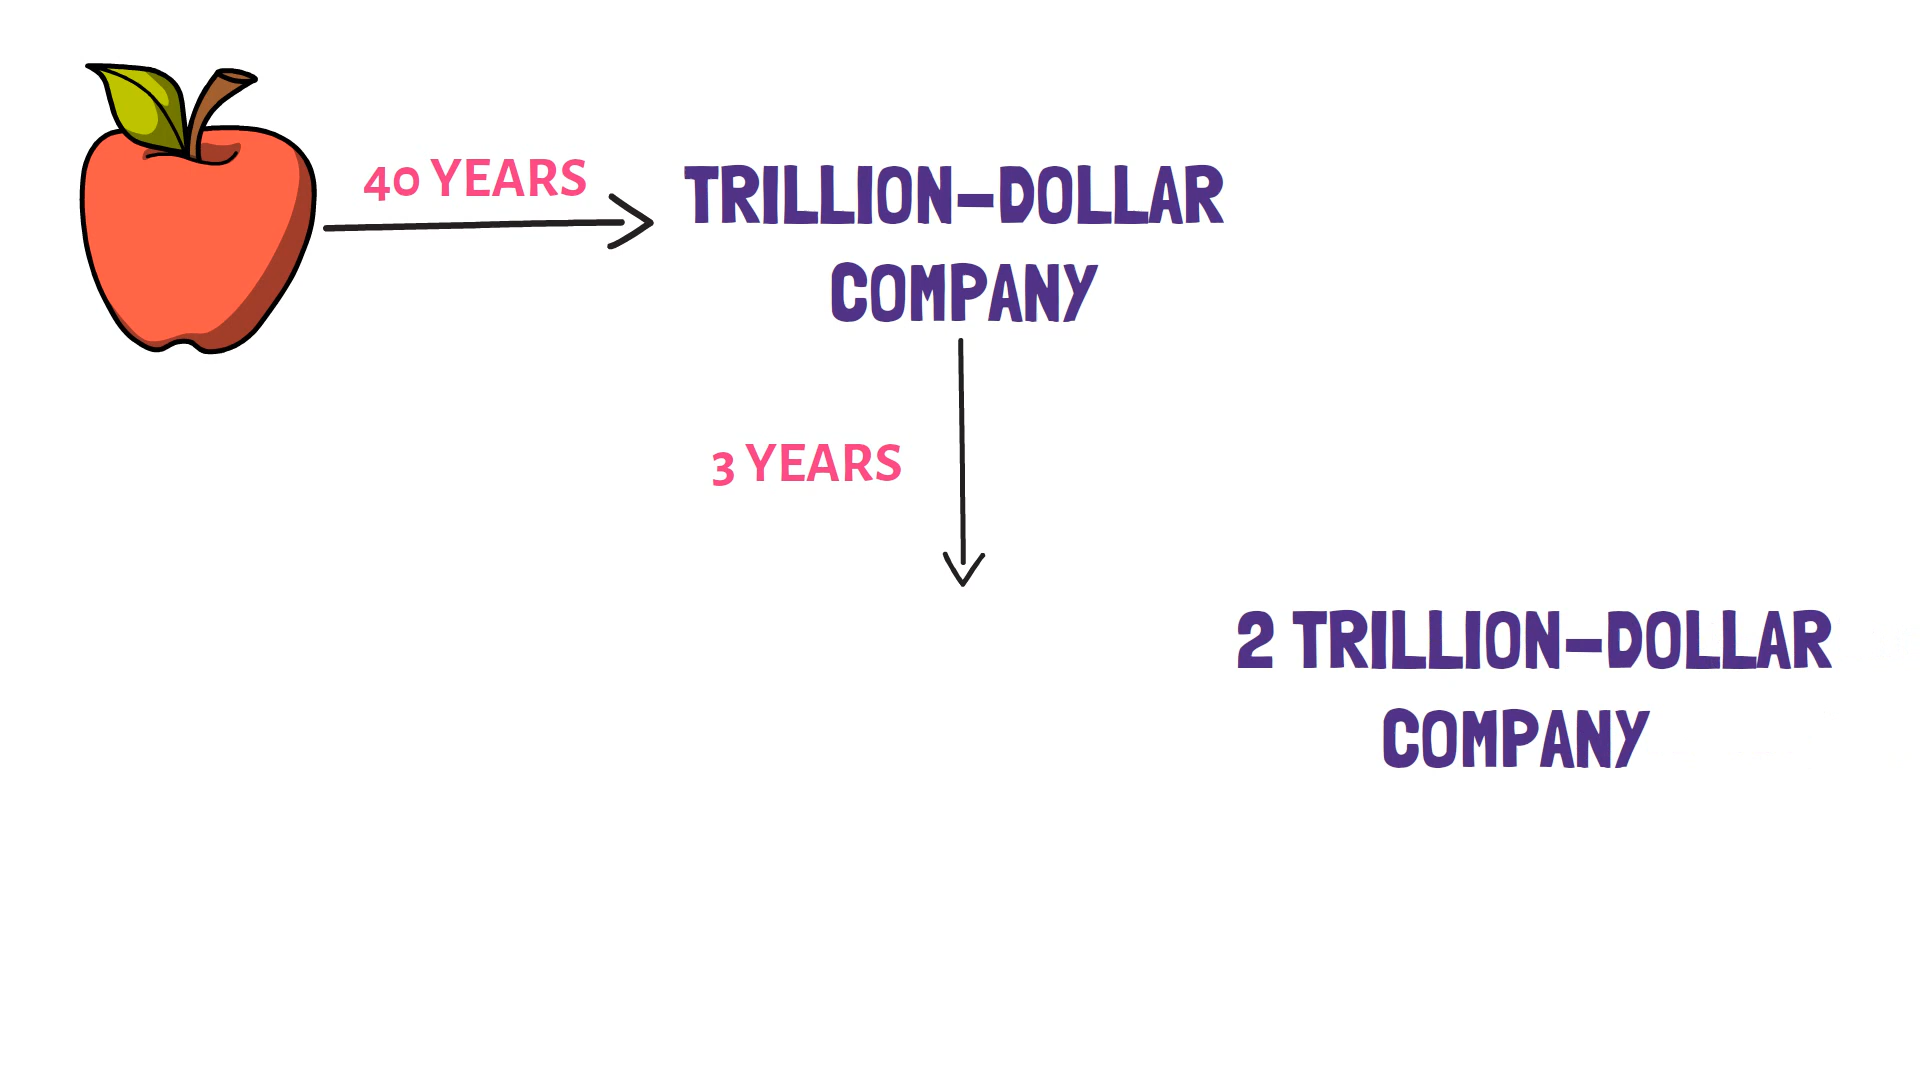 40 YEARS
TRILLION-DOLLAR
COMPANY
3 YEARS
2 TRILLION-DOLLAR
COMPANY